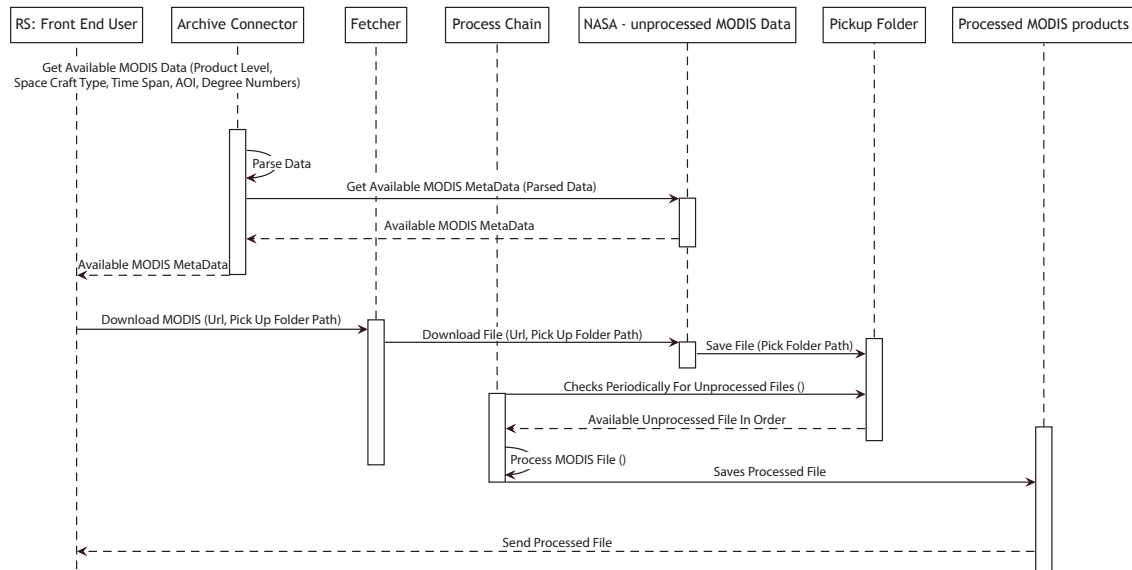 RS: Front End User
Archive Connector
Fetcher
Process Chain
NASA - unprocessed MODIS Data
Pickup Folder
Processed MODIS products
Get Available MODIS Data (Product Level,
Space Craft Type, Time Span, AOI, Degree Numbers)
Parse Data
Get Available MODIS MetaData (Parsed Data)
Available MODIS MetaData
Available MODIS MetaData
Download MODIS (Url, Pick Up Folder Path)
Download File (Url, Pick Up Folder Path)
Save File (Pick Folder Path)
Checks Periodically For Unprocessed Files ()
Available Unprocessed File In Order
Process MODIS File ()
Saves Processed File
Send Processed File